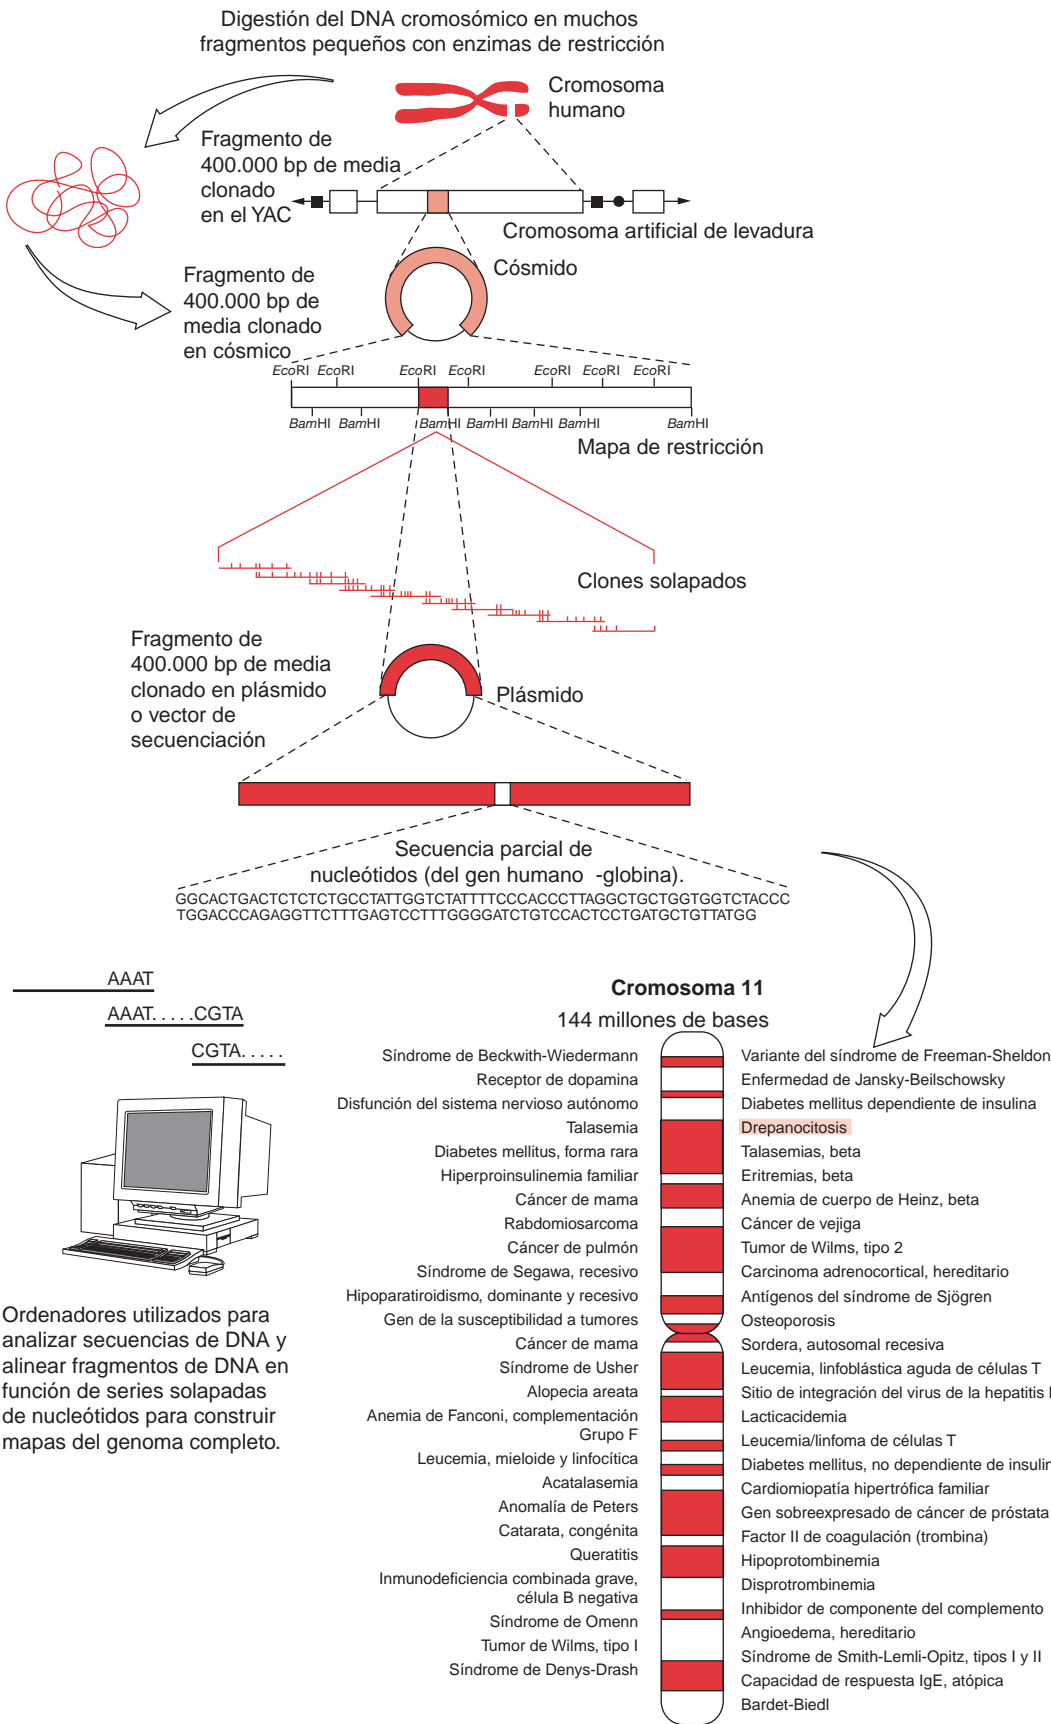 Digestión del DNA cromosómico en muchos
fragmentos pequeños con enzimas de restricción
Cromosoma
humano
Fragmento de
400.000 bp de media
clonado
en el YAC
Cromosoma artificial de levadura
Cósmido
Fragmento de
400.000 bp de
media clonado
en cósmico
EcoRI EcoRI EcoRI EcoRI EcoRI EcoRI EcoRI
BamHI BamHI BamHI BamHI BamHI BamHI BamHI
Mapa de restricción
Clones solapados
Fragmento de
400.000 bp de media
clonado en plásmido
o vector de
secuenciación
Plásmido
Secuencia parcial de
nucleótidos (del gen humano -globina).
GGCACTGACTCTCTCTGCCTATTGGTCTATTTTCCCACCCTTAGGCTGCTGGTGGTCTACCC
TGGACCCAGAGGTTCTTTGAGTCCTTTGGGGATCTGTCCACTCCTGATGCTGTTATGG
AAAT
AAAT.....CGTA
CGTA.....
Ordenadores utilizados para
analizar secuencias de DNA y
alinear fragmentos de DNA en
función de series solapadas
de nucleótidos para construir
mapas del genoma completo.
Cromosoma 11
144 millones de bases
Síndrome de Beckwith-Wiedermann
Receptor de dopamina
Disfunción del sistema nervioso autónomo
Talasemia
Diabetes mellitus, forma rara
Hiperproinsulinemia familiar
Cáncer de mama
Rabdomiosarcoma
Cáncer de pulmón
Síndrome de Segawa, recesivo
Hipoparatiroidismo, dominante y recesivo
Gen de la susceptibilidad a tumores
Cáncer de mama
Síndrome de Usher
Alopecia areata
Anemia de Fanconi, complementación
Grupo F
Leucemia, mieloide y linfocítica
Acatalasemia
Anomalía de Peters
Catarata, congénita
Queratitis
Inmunodeficiencia combinada grave,
célula B negativa
Síndrome de Omenn
Tumor de Wilms, tipo I
Síndrome de Denys-Drash
Variante del síndrome de Freeman-Sheldon
Enfermedad de Jansky-Beilschowsky
Diabetes mellitus dependiente de insulina
Drepanocitosis
Talasemias, beta
Eritremias, beta
Anemia de cuerpo de Heinz, beta
Cáncer de vejiga
Tumor de Wilms, tipo 2
Carcinoma adrenocortical, hereditario
Antígenos del síndrome de Sjögren
Osteoporosis
Sordera, autosomal recesiva
Leucemia, linfoblástica aguda de células T
Sitio de integración del virus de la hepatitis
Lacticacidemia
Leucemia/linfoma de células T
Diabetes mellitus, no dependiente de insulin
Cardiomiopatía hipertrófica familiar
Gen sobreexpresado de cáncer de próstata
Factor II de coagulación (trombina)
Hipoprotombinemia
Disprotrombinemia
Inhibidor de componente del complemento
Angioedema, hereditario
Síndrome de Smith-Lemli-Opitz, tipos I y II
Capacidad de respuesta IgE, atópica
Bardet-Biedl